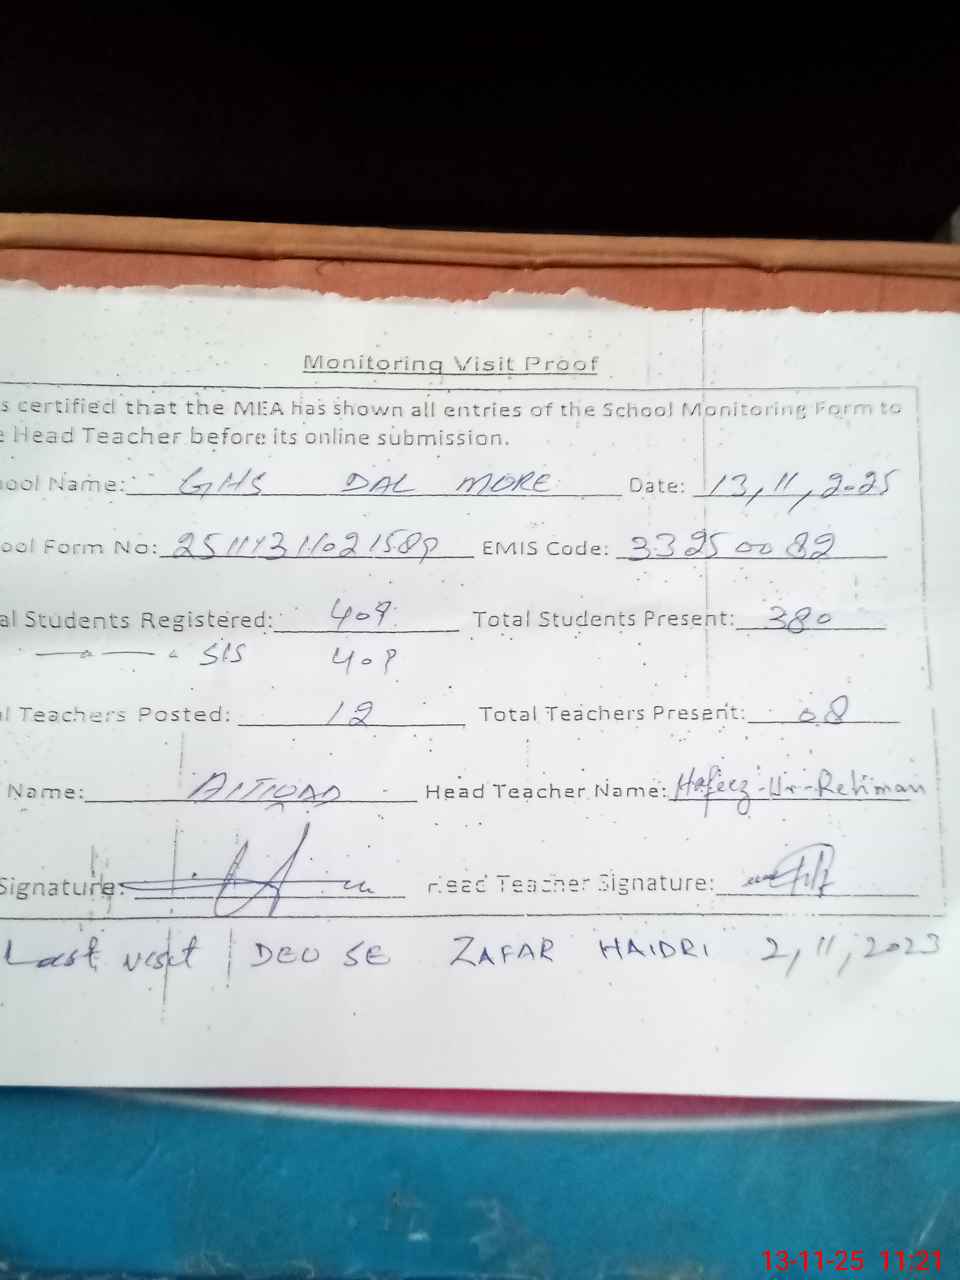 Monitoring Visit Proof
s certified that the MEA has shown all entries of the School Monitoring Form to
e Head Teacher before its online submission.
ool Name: GHS DAL MORE Date: 13,11,2025
ool Form No: EMIS Code: 33250082
al Students Registered: 409 Total Students Present: 380
SIS 409
l Teachers Posted: 12 Total Teachers Present: 08
Name: Head Teacher Name: Hafeez-Ur-Rehman
Signature: Head Teacher Signature:
Last visit | DEO SE ZAFAR HAIDRI 2,11,2023
13-11-25 11:21